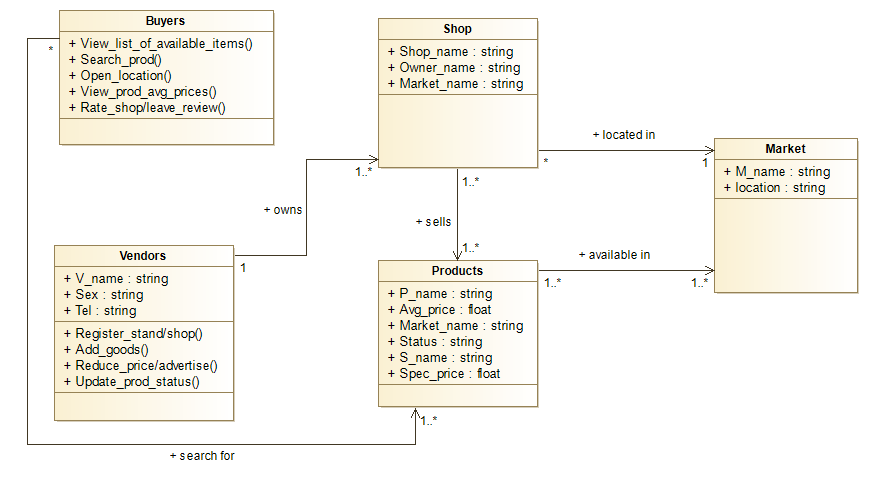 Buyers
+ View_list_of_available_items()
+ Search_prod()
+ Open_location()
+ View_prod_avg_prices()
+ Rate_shop/leave_review()
*
Shop
+ Shop_name : string
+ Owner_name : string
+ Market_name : string
+ located in
*
1
Market
+ M_name : string
+ location : string
1..*
+ owns
1
1..*
+ sells
1..*
Vendors
+ V_name : string
+ Sex : string
+ Tel : string
+ Register_stand/shop()
+ Add_goods()
+ Reduce_price/advertise()
+ Update_prod_status()
Products
+ P_name : string
+ Avg_price : float
+ Market_name : string
+ Status : string
+ S_name : string
+ Spec_price : float
+ available in
1..*
1..*
1..*
+ search for